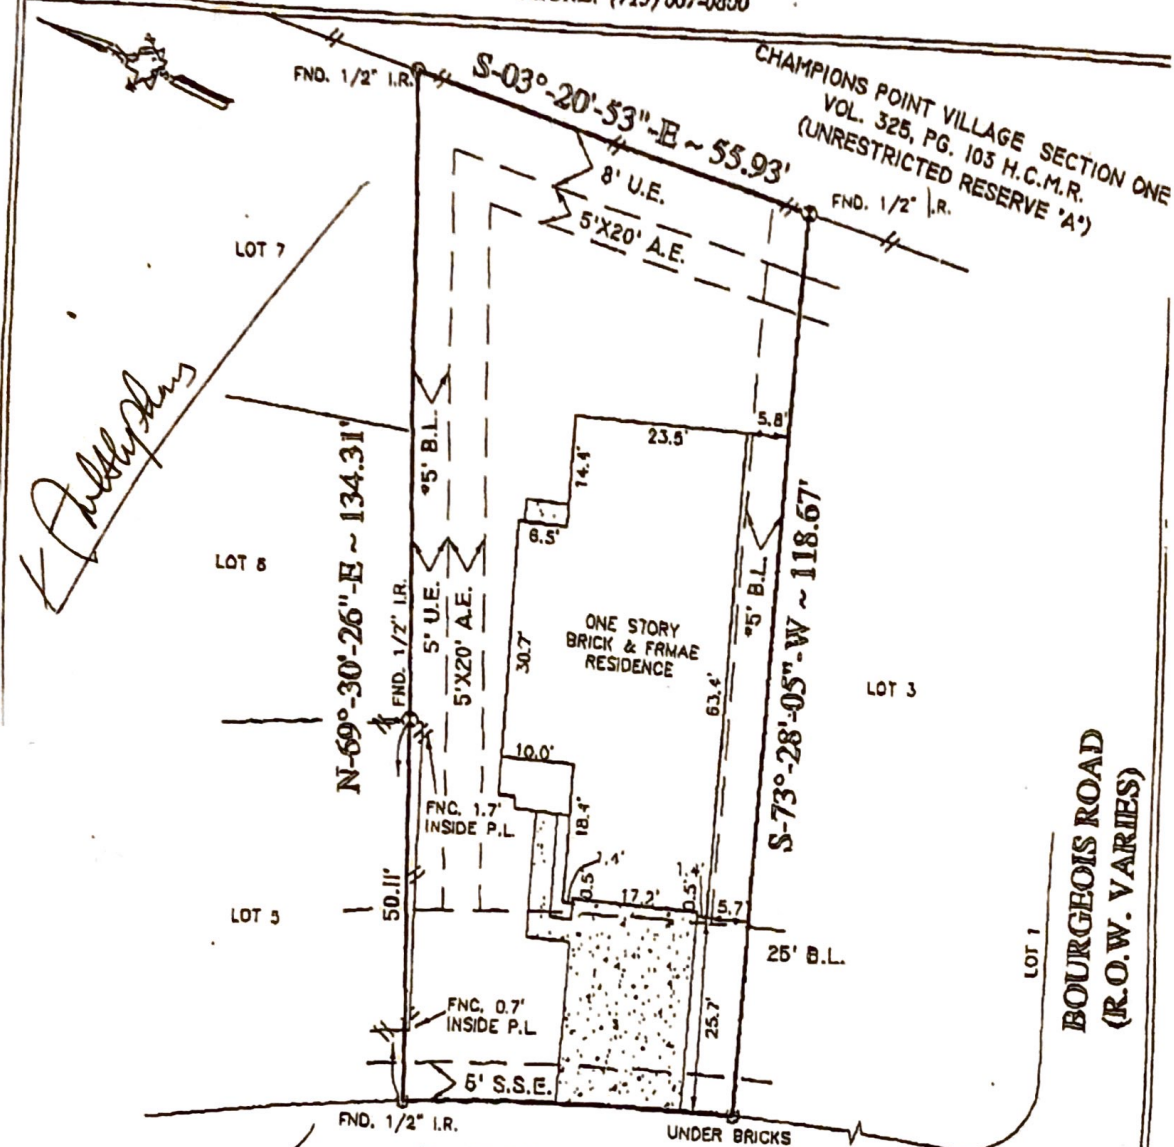 S-03°-20'-53"-E ~ 55.93'
CHAMPIONS POINT VILLAGE SECTION ONE
VOL. 325, PG. 103 H.C.M.R.
(UNRESTRICTED RESERVE "A")
FND. 1/2" I.R.
FND. 1/2" I.R.
8' U.E.
5'X20' A.E.
LOT 7
5.8'
23.5'
14.4'
6.5'
*5' B.L.
N-69°-30'-26"-E ~ 134.31'
LOT 6
FND. 1/2" I.R.
5' U.E.
5'X20' A.E.
30.7'
ONE STORY
BRICK & FRMAE
RESIDENCE
63.4'
*5' B.L.
S-73°-28'-05"-W ~ 118.67'
LOT 3
10.0'
18.4'
FNC. 1.7'
INSIDE P.L.
50.11'
LOT 5
1.4'
0.5'
17.2'
0.5'
1.4'
5.7'
25' B.L.
LOT 1
BOURGEOIS ROAD
(R.O.W. VARIES)
FNC. 0.7'
INSIDE P.L
25.7'
6' S.S.E.
FND. 1/2" I.R.
UNDER BRICKS